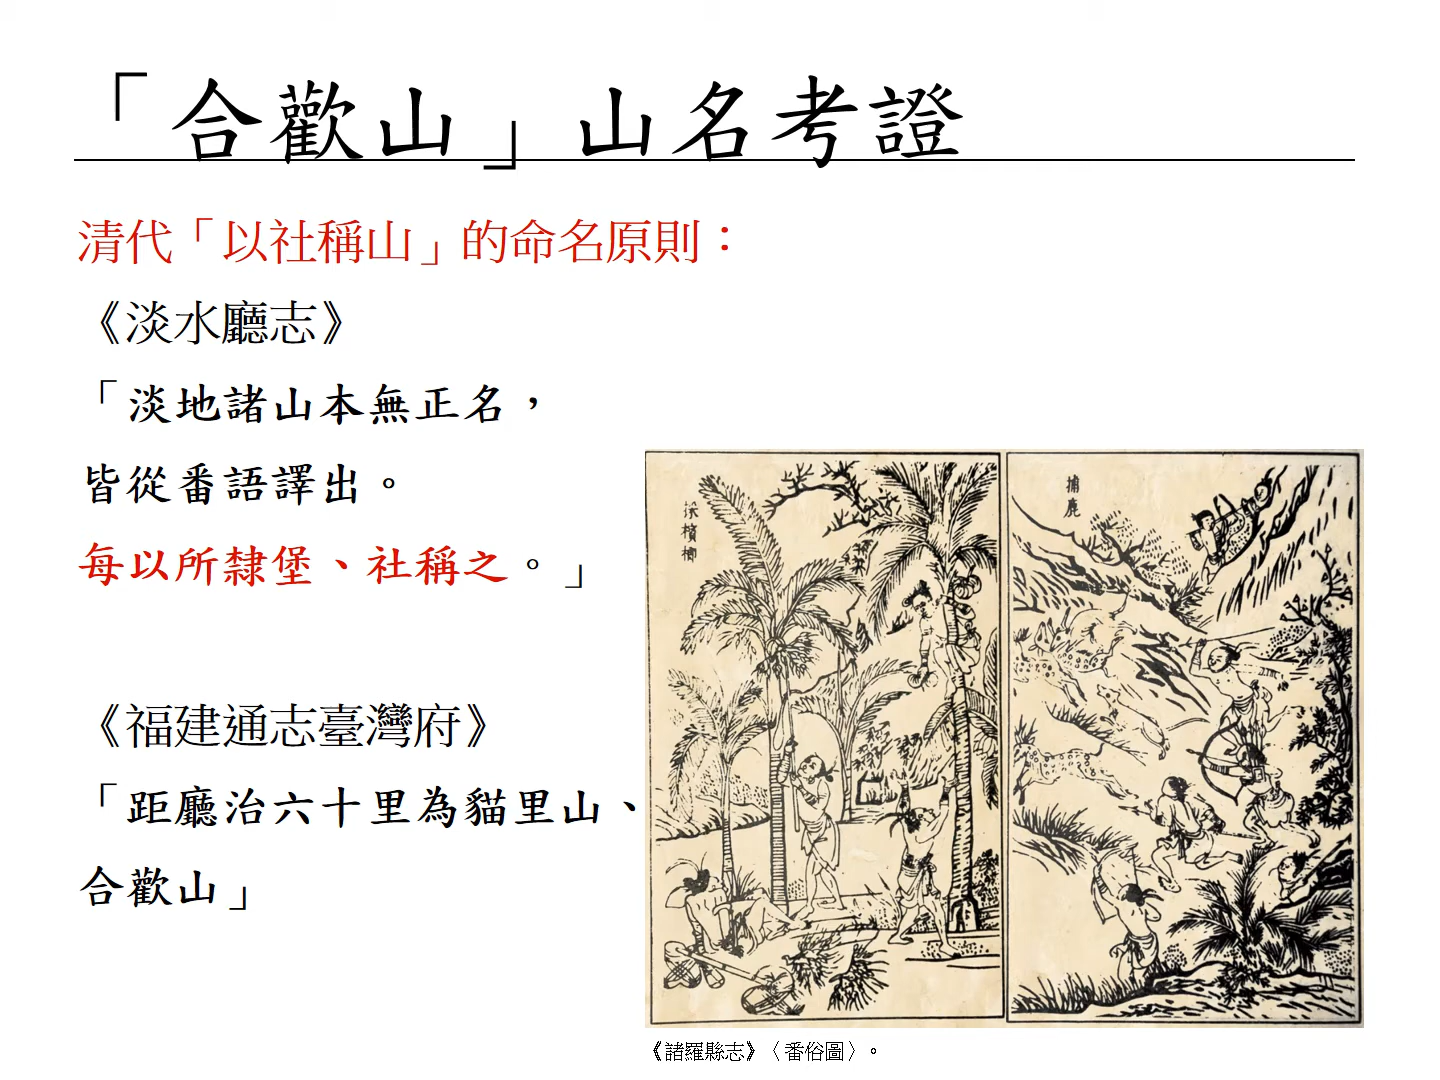 「合歡山」山名考證
清代「以社稱山」的命名原則：
《淡水廳志》
「淡地諸山本無正名，
皆從番語譯出。
每以所隸堡、社稱之。」
《福建通志臺灣府》
「距廳治六十里為貓里山、
合歡山」
採檳榔
捕鹿
《諸羅縣志》〈番俗圖〉。